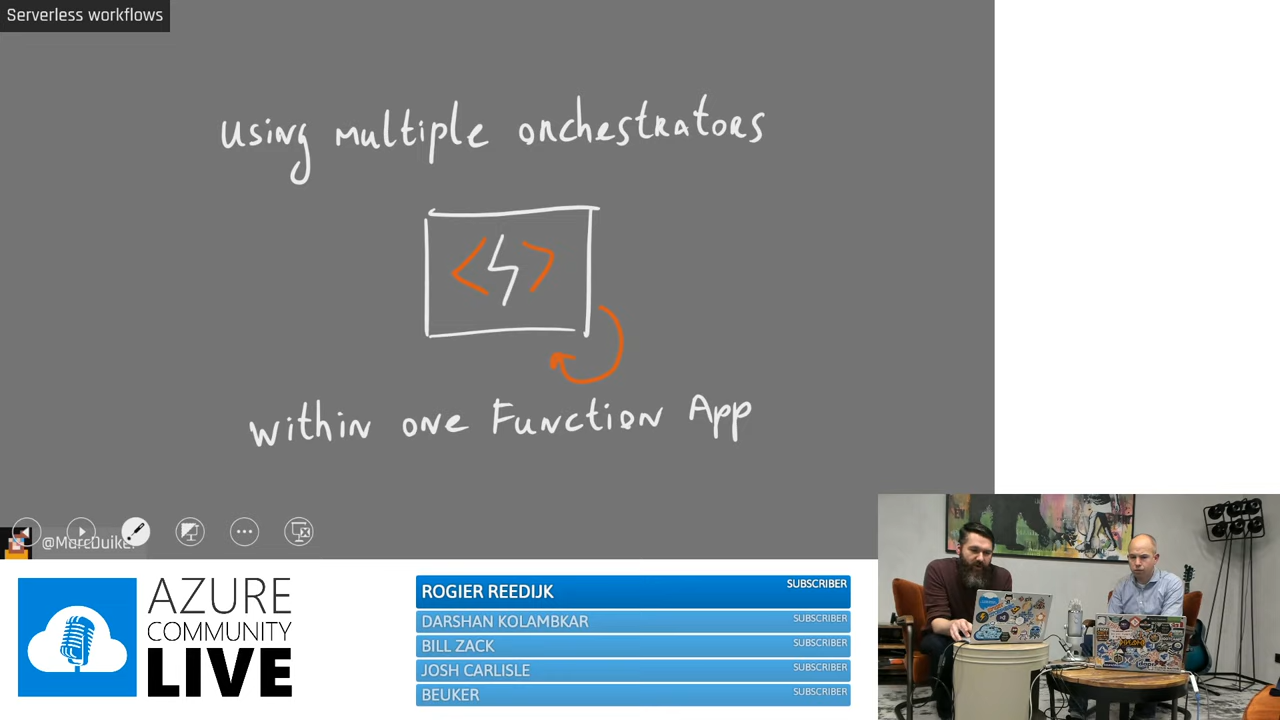 Serverless workflows
using multiple orchestrators
within one Function App
@MarcDuiker
AZURE
COMMUNITY
LIVE
ROGIER REEDIJK SUBSCRIBER
DARSHAN KOLAMBKAR SUBSCRIBER
BILL ZACK SUBSCRIBER
JOSH CARLISLE SUBSCRIBER
BEUKER SUBSCRIBER